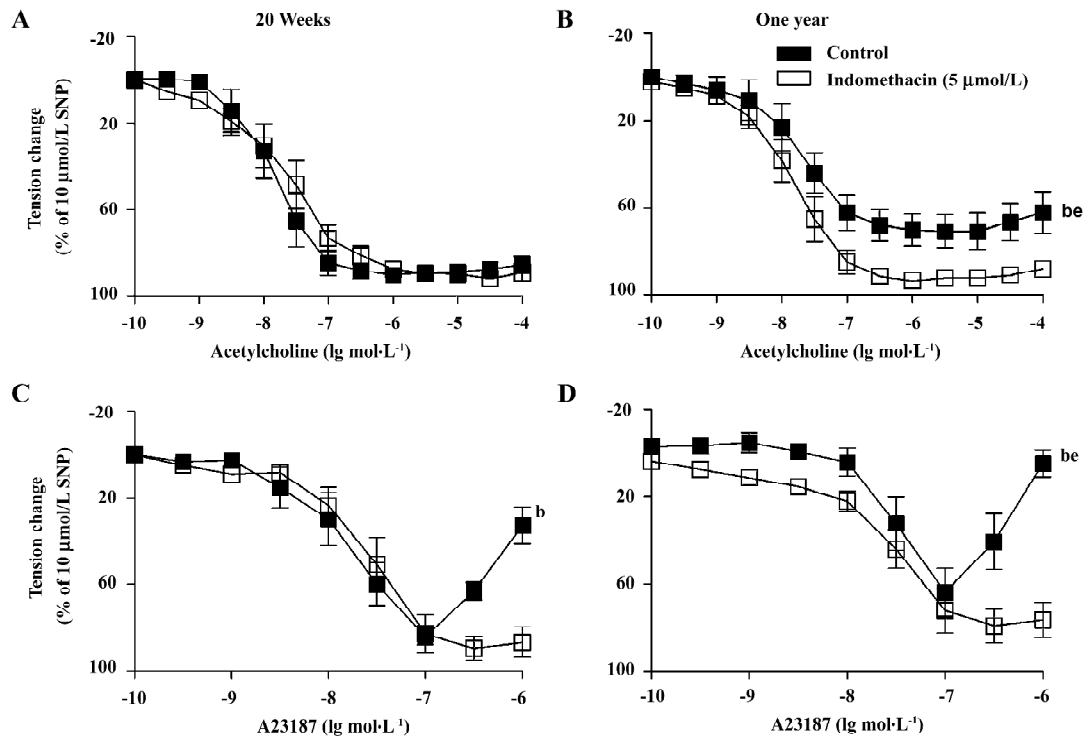 A
20 Weeks
B
One year
-20
20
60
100
Tension change
(% of 10 μmol/L SNP)
-10 -9 -8 -7 -6 -5 -4
Acetylcholine (lg mol·L⁻¹)
-20
20
60
100
Control
Indomethacin (5 μmol/L)
be
-10 -9 -8 -7 -6 -5 -4
Acetylcholine (lg mol·L⁻¹)
C
-20
20
60
100
Tension change
(% of 10 μmol/L SNP)
b
-10 -9 -8 -7 -6
A23187 (lg mol·L⁻¹)
D
-20
20
60
100
be
-10 -9 -8 -7 -6
A23187 (lg mol·L⁻¹)